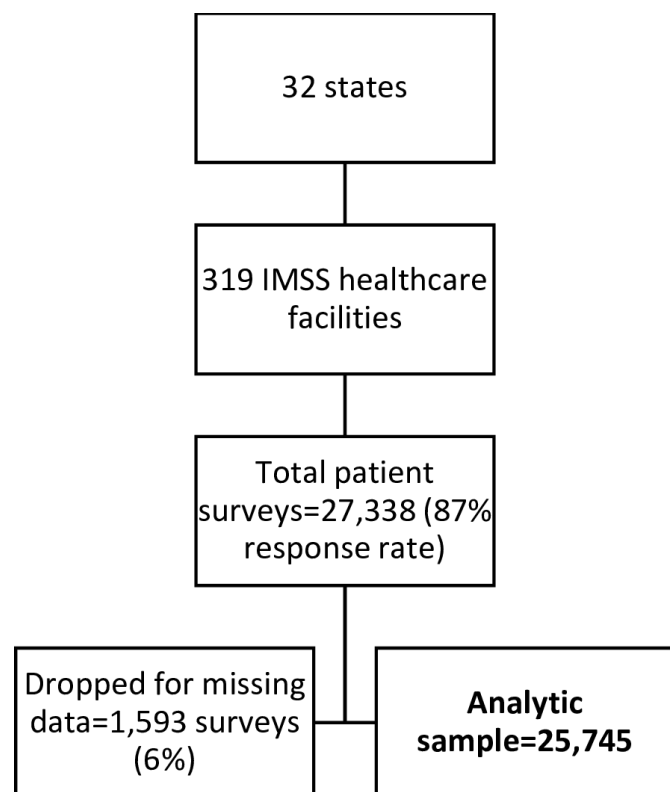 32 states
319 IMSS healthcare
facilities
Total patient
surveys=27,338 (87%
response rate)
Dropped for missing
data=1,593 surveys
(6%)
Analytic
sample=25,745